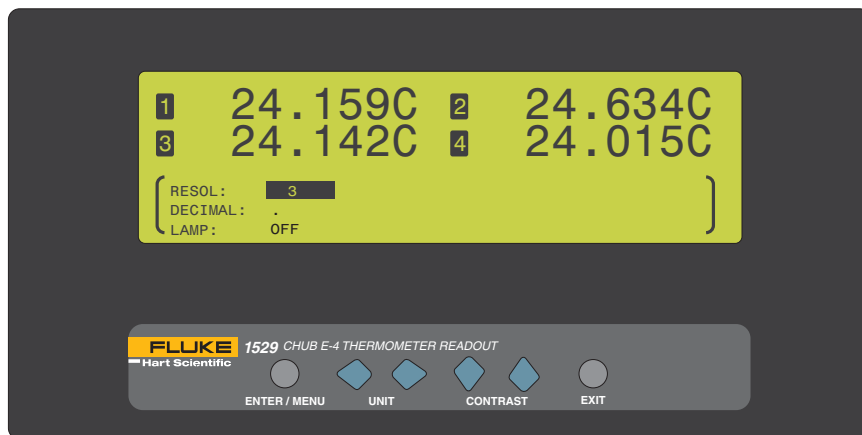 1 24.159C 2 24.634C
3 24.142C 4 24.015C
RESOL: 3
DECIMAL: .
LAMP: OFF
FLUKE 1529 CHUB E-4 THERMOMETER READOUT
Hart Scientific
ENTER / MENU UNIT CONTRAST EXIT